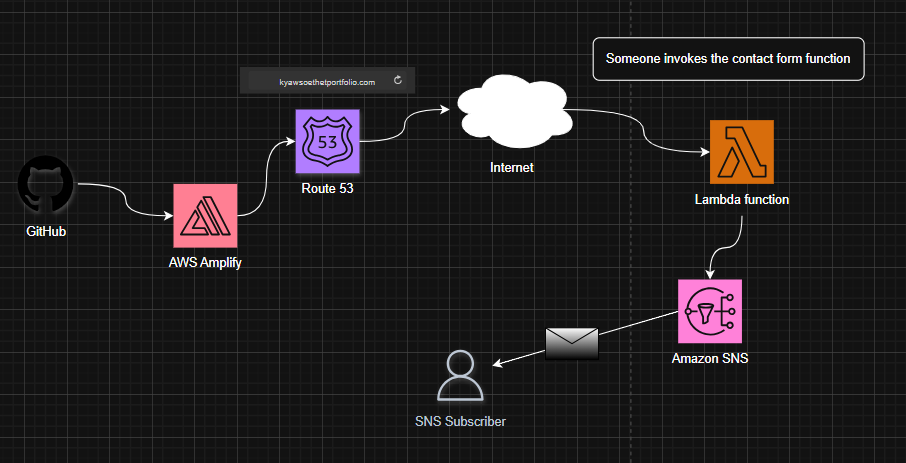 Someone invokes the contact form function
kyawsoethetportfolio.com
53
Route 53
Internet
Lambda function
GitHub
AWS Amplify
Amazon SNS
SNS Subscriber